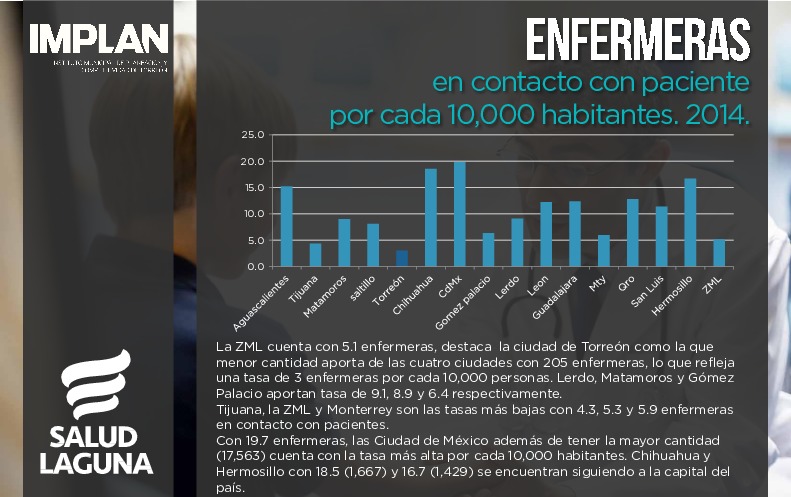 IMPLAN
INSTITUTO MUNICIPAL DE PLANEACIÓN Y
COMPETITIVIDAD DE TORREÓN
ENFERMERAS
en contacto con paciente
por cada 10,000 habitantes. 2014.
25.0
20.0
15.0
10.0
5.0
0.0
Aguascalientes
Tijuana
Matamoros
saltillo
Torreón
Chihuahua
CdMx
Gomez palacio
Lerdo
Leon
Guadalajara
Mty
Qro
San Luis
Hermosillo
ZML
La ZML cuenta con 5.1 enfermeras, destaca la ciudad de Torreón como la que
menor cantidad aporta de las cuatro ciudades con 205 enfermeras, lo que refleja
una tasa de 3 enfermeras por cada 10,000 personas. Lerdo, Matamoros y Gómez
Palacio aportan tasa de 9.1, 8.9 y 6.4 respectivamente.
Tijuana, la ZML y Monterrey son las tasas más bajas con 4.3, 5.3 y 5.9 enfermeras
en contacto con pacientes.
Con 19.7 enfermeras, las Ciudad de México además de tener la mayor cantidad
(17,563) cuenta con la tasa más alta por cada 10,000 habitantes. Chihuahua y
Hermosillo con 18.5 (1,667) y 16.7 (1,429) se encuentran siguiendo a la capital del
país.
SALUD
LAGUNA